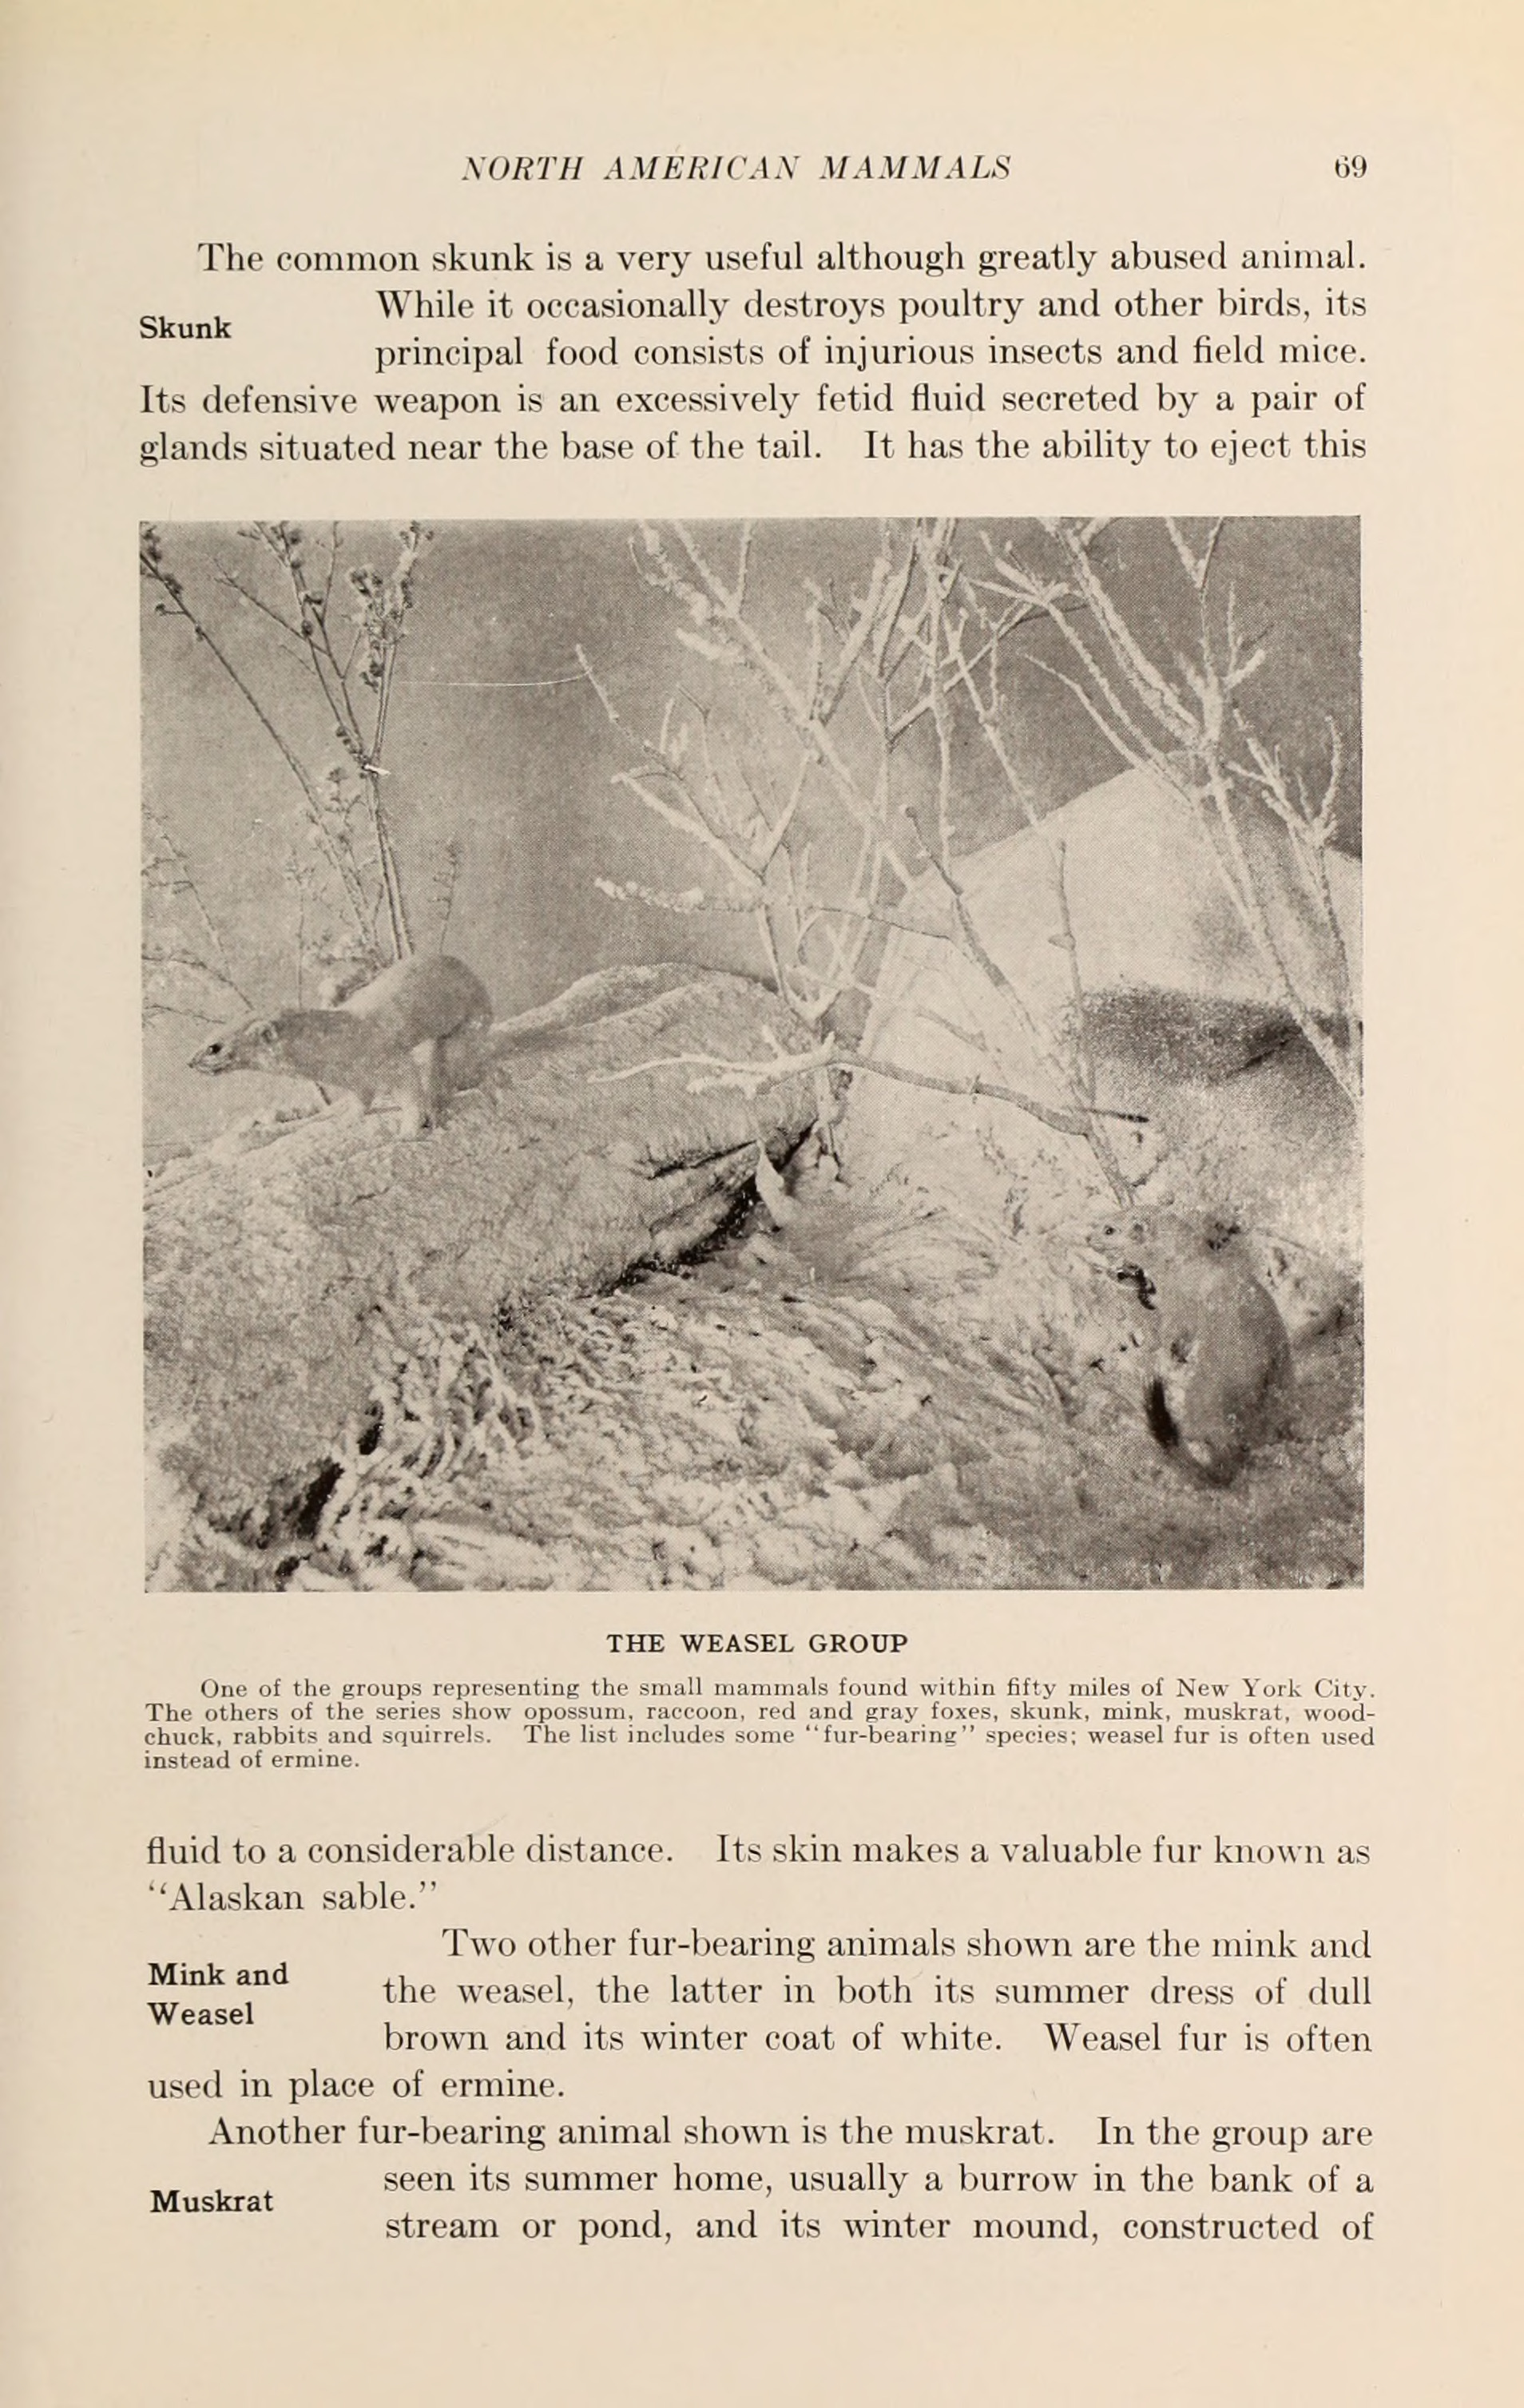 NORTH AMERICAN MAMMALS 69
The common skunk is a very useful although greatly abused animal.
While it occasionally destroys poultry and other birds, its
Skunk
principal food consists of injurious insects and field mice.
Its defensive weapon is an excessively fetid fluid secreted by a pair of
glands situated near the base of the tail. It has the ability to eject this
THE WEASEL GROUP
One of the groups representing the small mammals found within fifty miles of New York City.
The others of the series show opossum, raccoon, red and gray foxes, skunk, mink, muskrat, wood-
chuck, rabbits and squirrels. The list includes some "fur-bearing" species; weasel fur is often used
instead of ermine.
fluid to a considerable distance. Its skin makes a valuable fur known as
"Alaskan sable."
Two other fur-bearing animals shown are the mink and
Mink and
the weasel, the latter in both its summer dress of dull
Weasel
brown and its winter coat of white. Weasel fur is often
used in place of ermine.
Another fur-bearing animal shown is the muskrat. In the group are
seen its summer home, usually a burrow in the bank of a
Muskrat
stream or pond, and its winter mound, constructed of